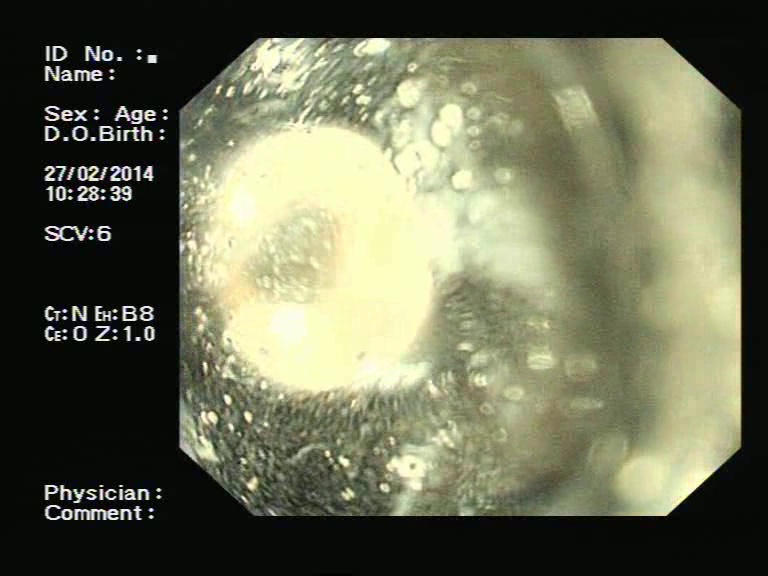 ID No. :
Name:
Sex: Age:
D.O.Birth:
27/02/2014
10:28:39
SCV:6
CT:N EH:B8
CE:0 Z:1.0
Physician:
Comment: